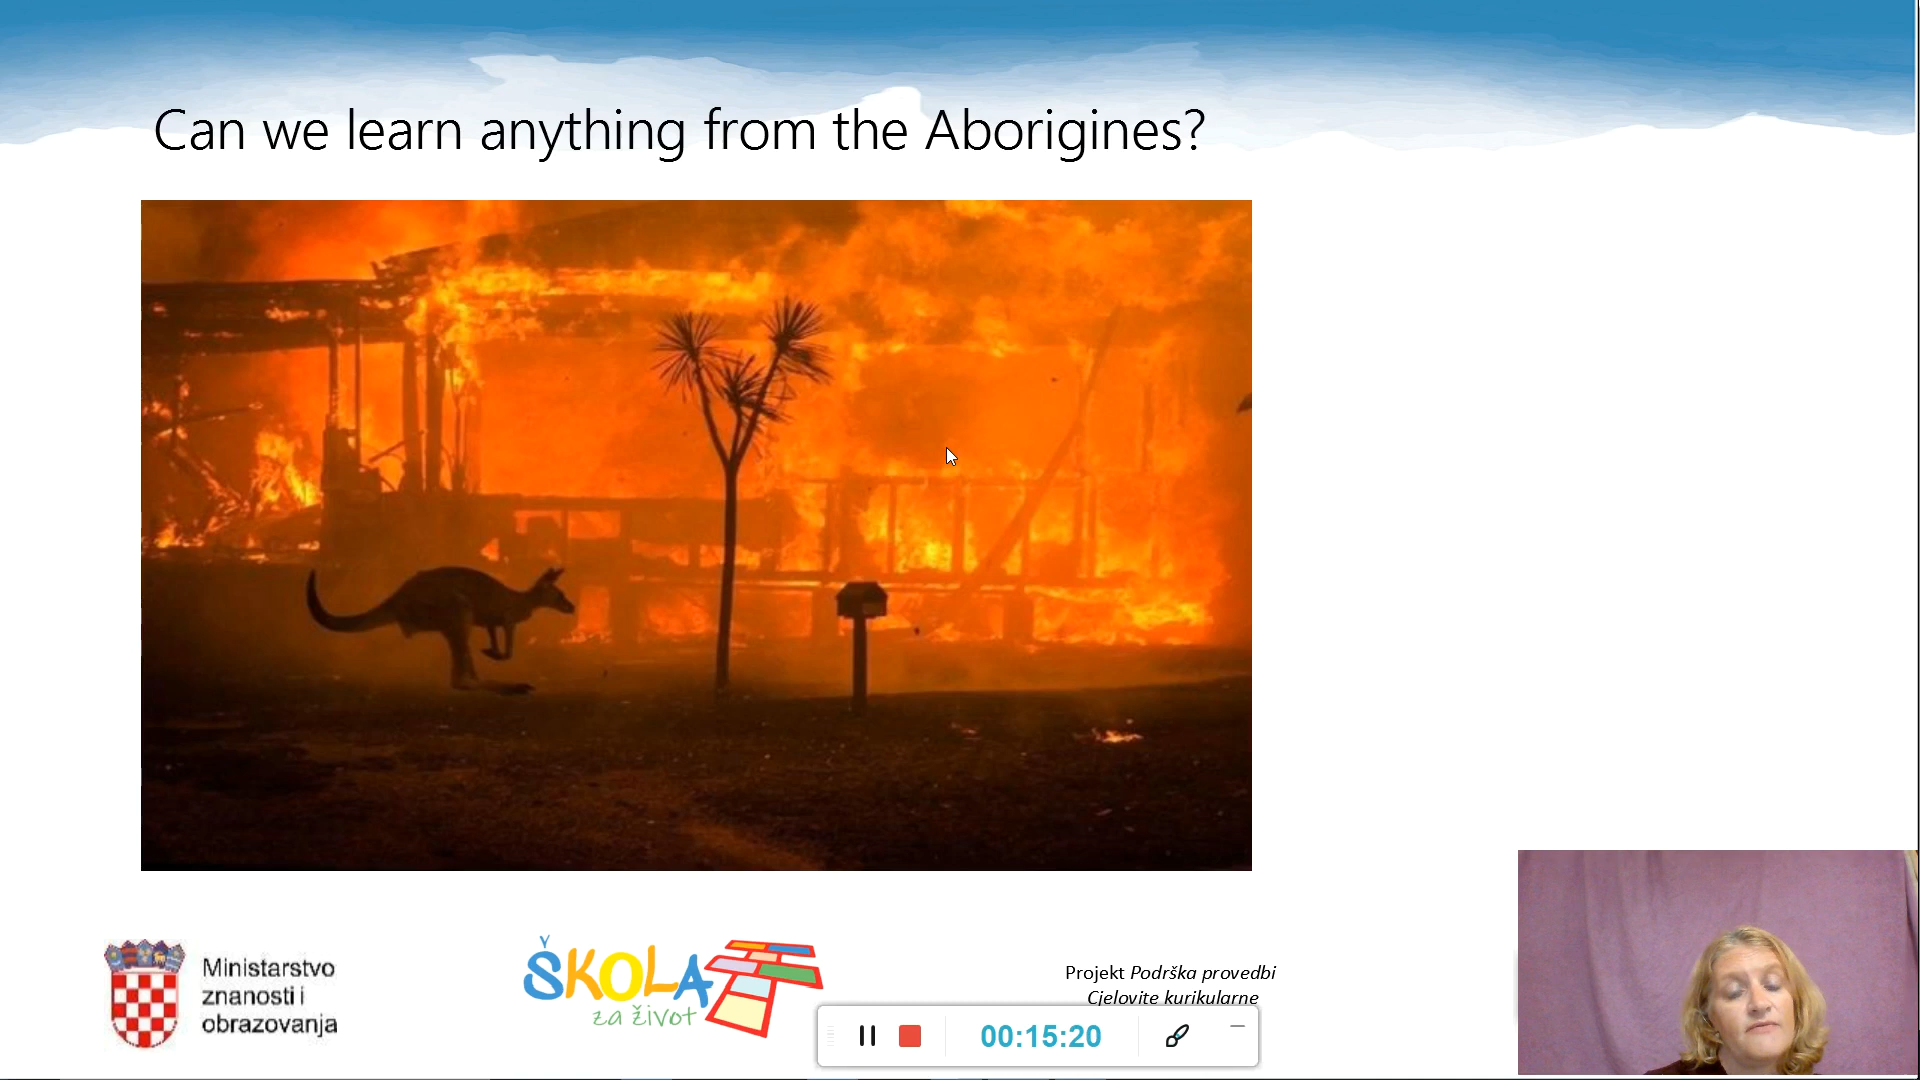 Can we learn anything from the Aborigines?
Ministarstvo
znanosti i
obrazovanja
ŠKOLA
za život
Projekt Podrška provedbi
Cjelovite kurikularne
00:15:20